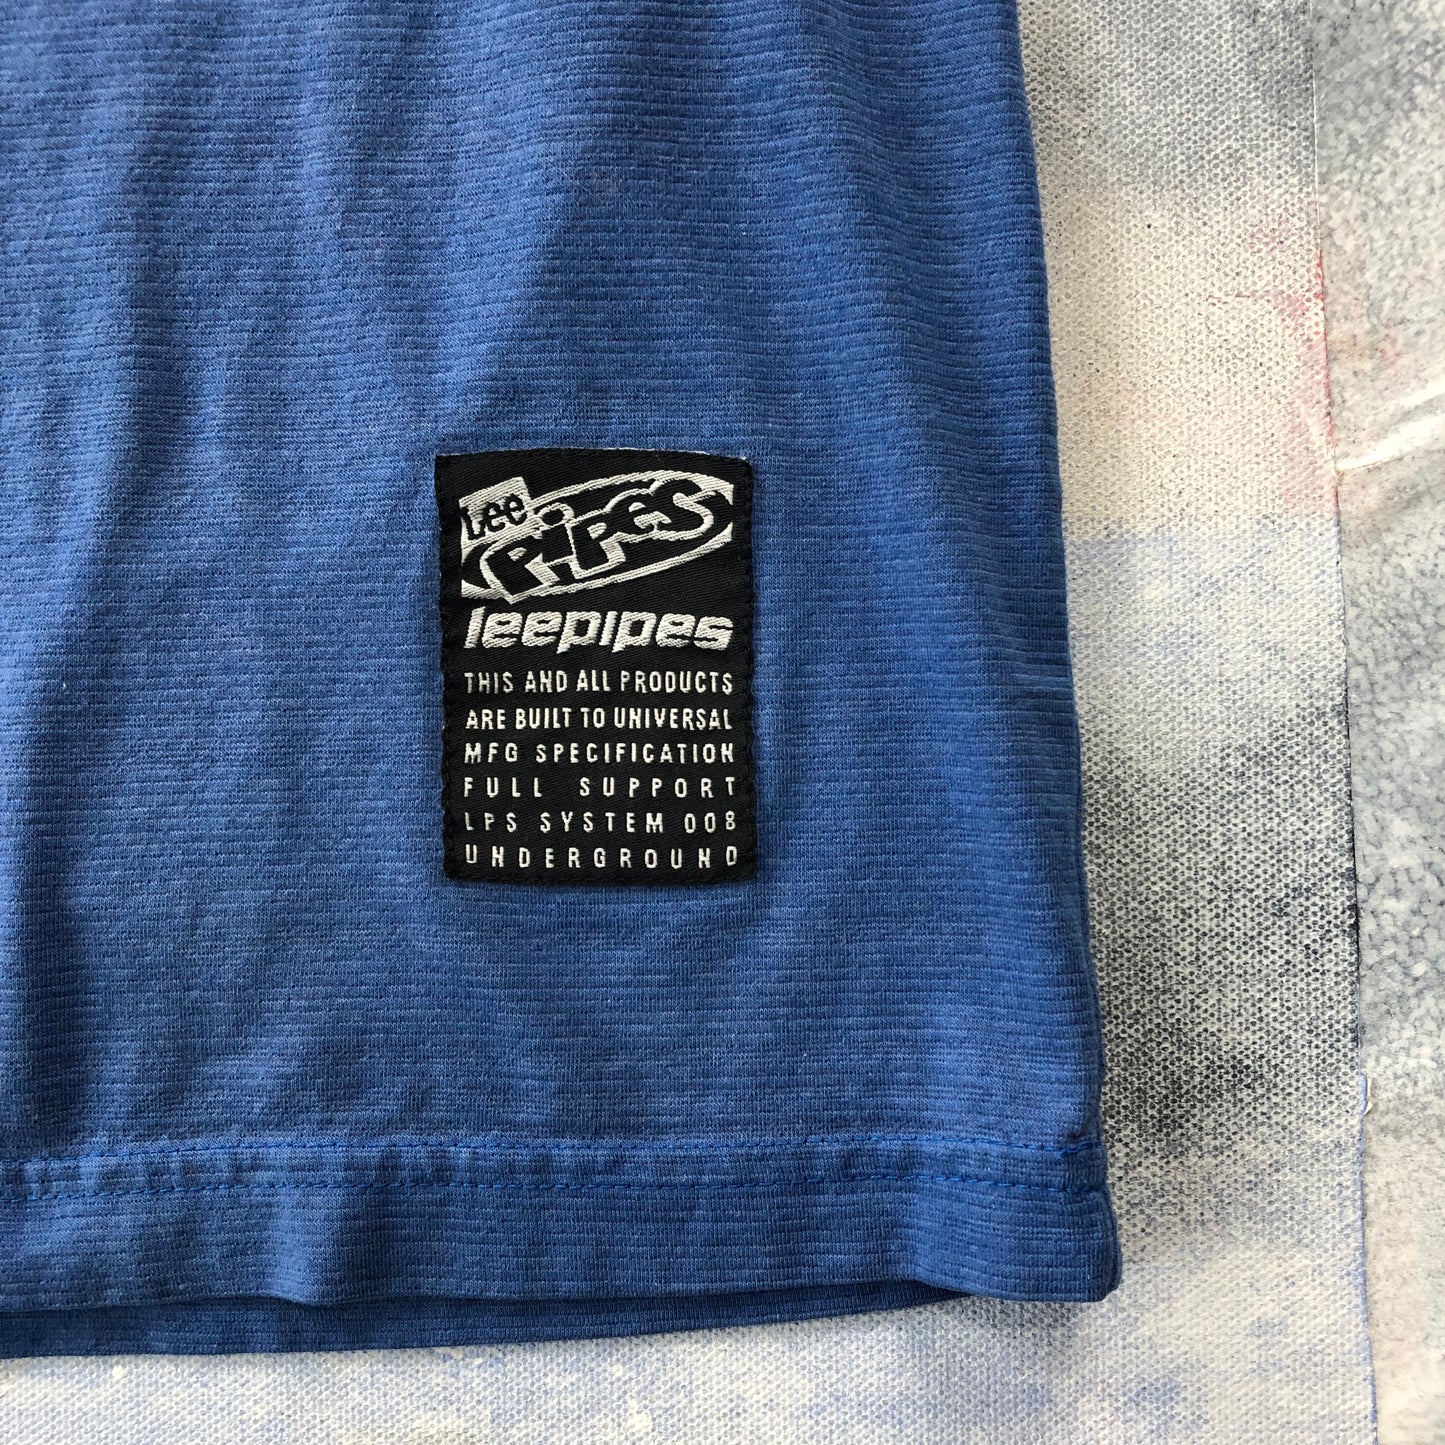 Lee
PiPeS
leepipes
THIS AND ALL PRODUCTS
ARE BUILT TO UNIVERSAL
MFG SPECIFICATION
FULL SUPPORT
LPS SYSTEM 008
UNDERGROUND